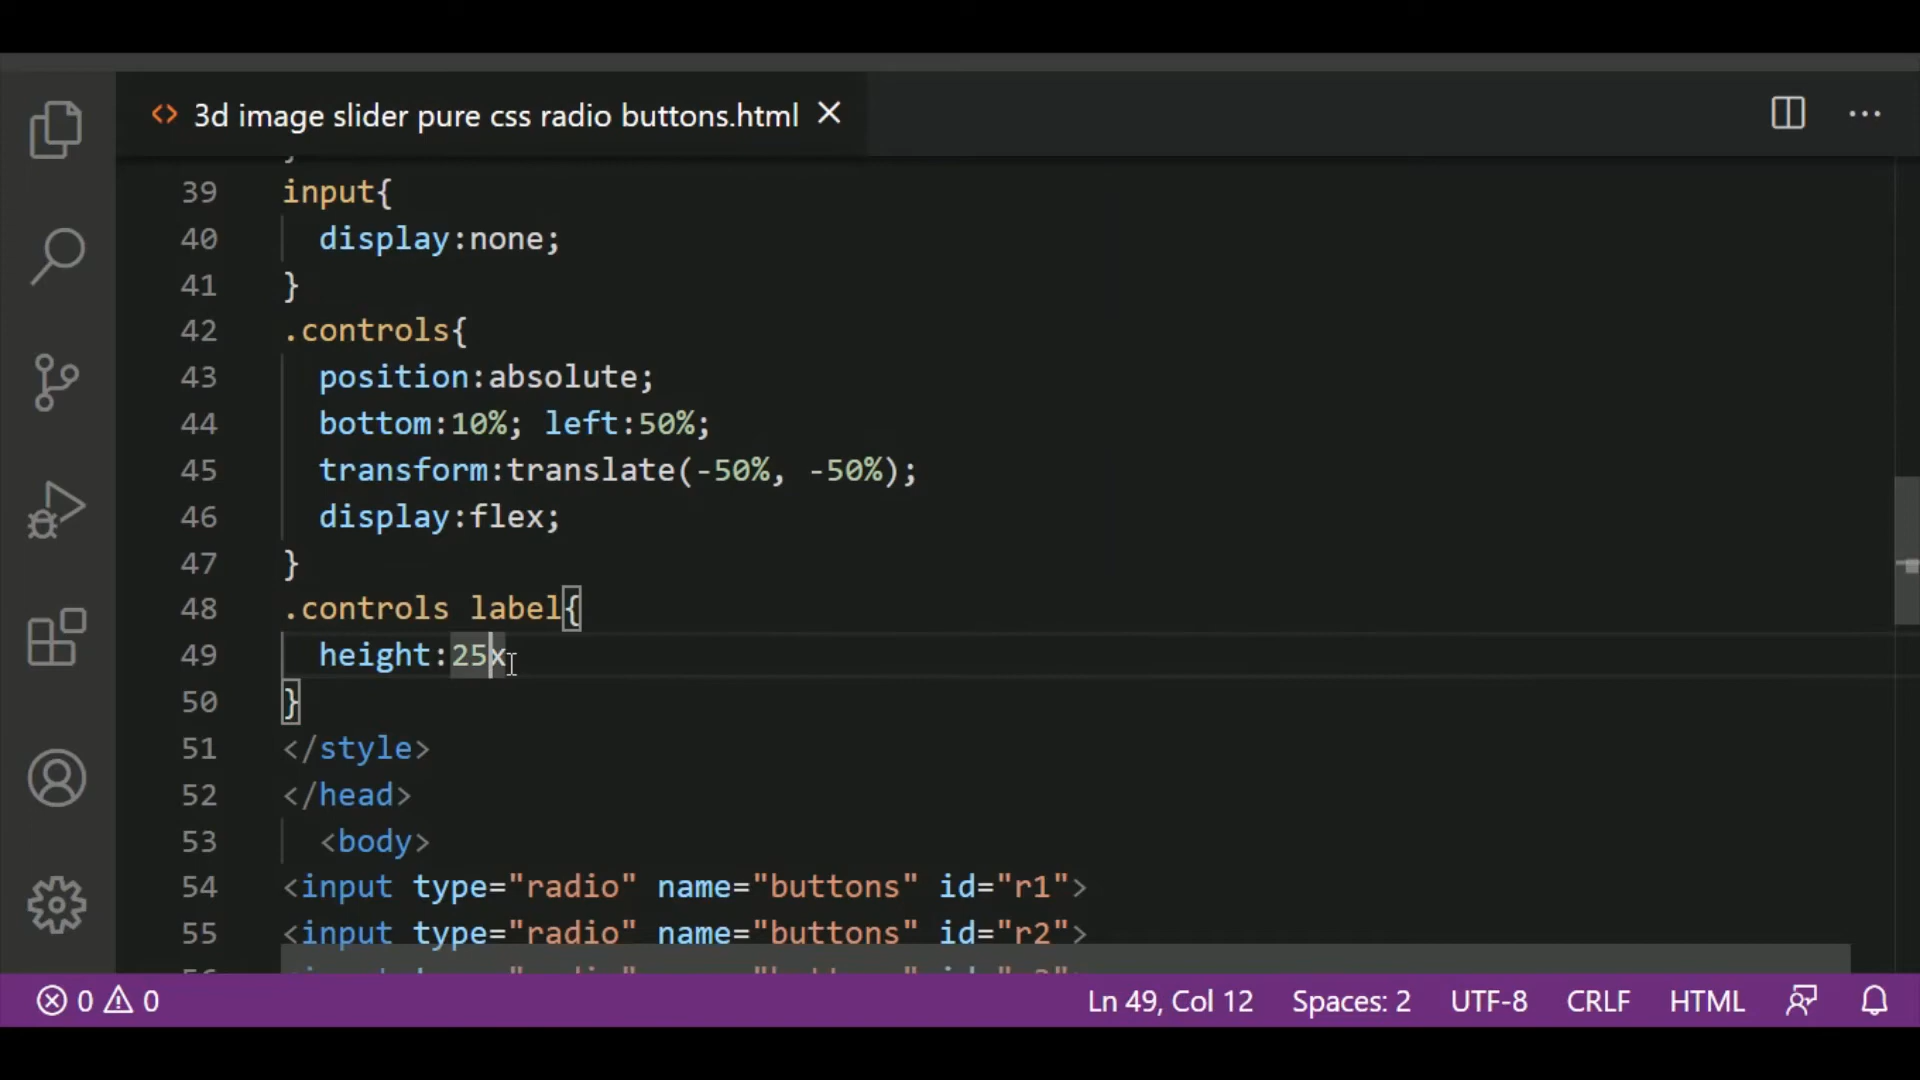 3d image slider pure css radio buttons.html
39 input{
40 display:none;
41 }
42 .controls{
43 position:absolute;
44 bottom:10%; left:50%;
45 transform:translate(-50%, -50%);
46 display:flex;
47 }
48 .controls label{
49 height:25x
50 }
51 </style>
52 </head>
53 <body>
54 <input type="radio" name="buttons" id="r1">
55 <input type="radio" name="buttons" id="r2">
0 0 Ln 49, Col 12 Spaces: 2 UTF-8 CRLF HTML